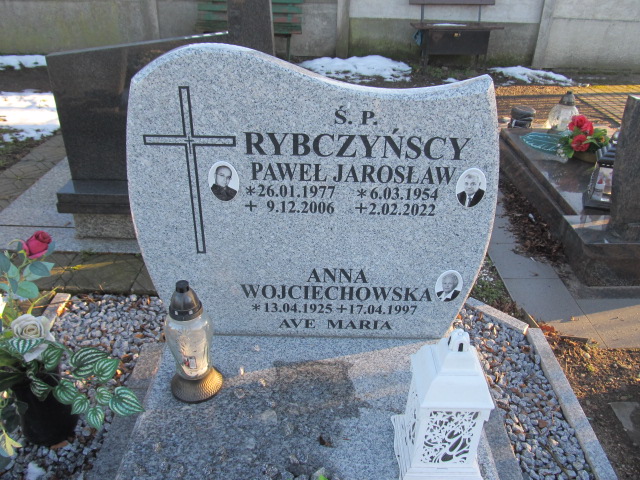 Ś. P.
RYBCZYŃSCY
PAWEŁ JAROSŁAW
*26.01.1977 *6.03.1954
+ 9.12.2006 +2.02.2022
ANNA
WOJCIECHOWSKA
*13.04.1925 +17.04.1997
AVE MARIA